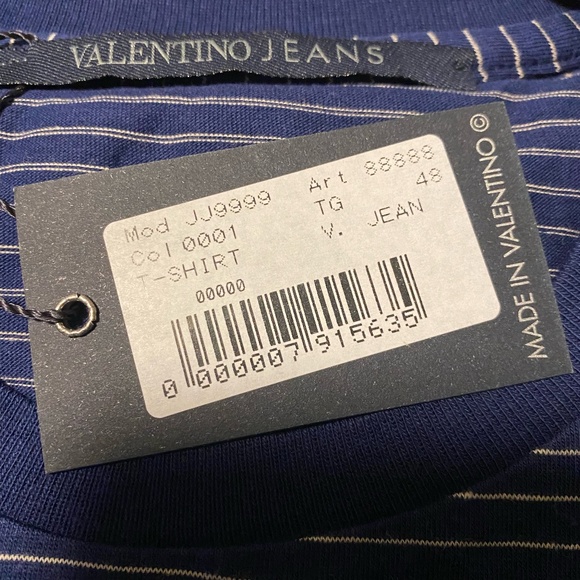 VALENTINO JEANS
Mod JJ9999 Art 88888
Col 0001 TG 48
T-SHIRT V. JEAN
00000
0 000007 915635
MADE IN VALENTINO ©